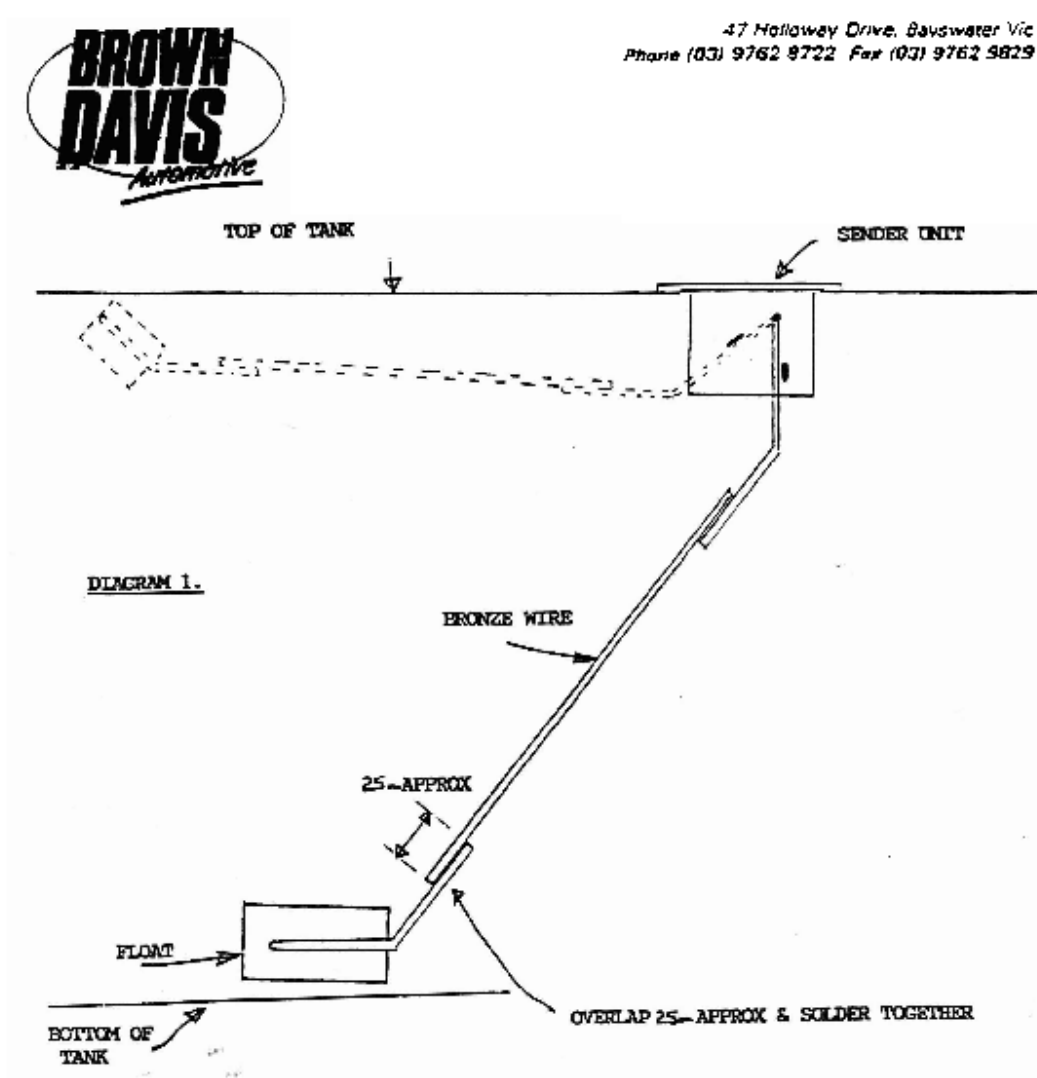 BROWN
DAVIS
Automotive
47 Holloway Drive, Bayswater Vic
Phone (03) 9762 8722 Fax (03) 9762 9829
TOP OF TANK
SENDER UNIT
DIAGRAM 1.
BRONZE WIRE
25mm APPROX
FLOAT
OVERLAP 25mm APPROX & SOLDER TOGETHER
BOTTOM OF
TANK